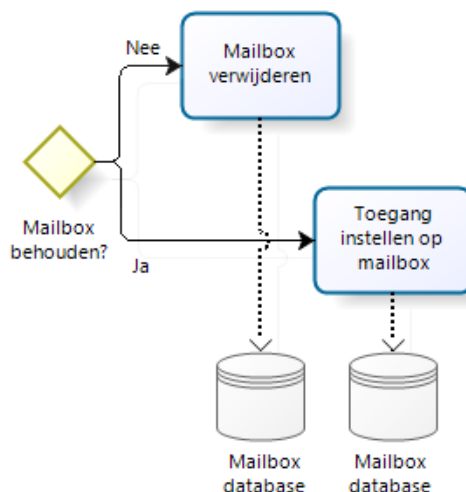 Nee
Mailbox
verwijderen
Mailbox
behouden?
Ja
Toegang
instellen op
mailbox
Mailbox
database
Mailbox
database